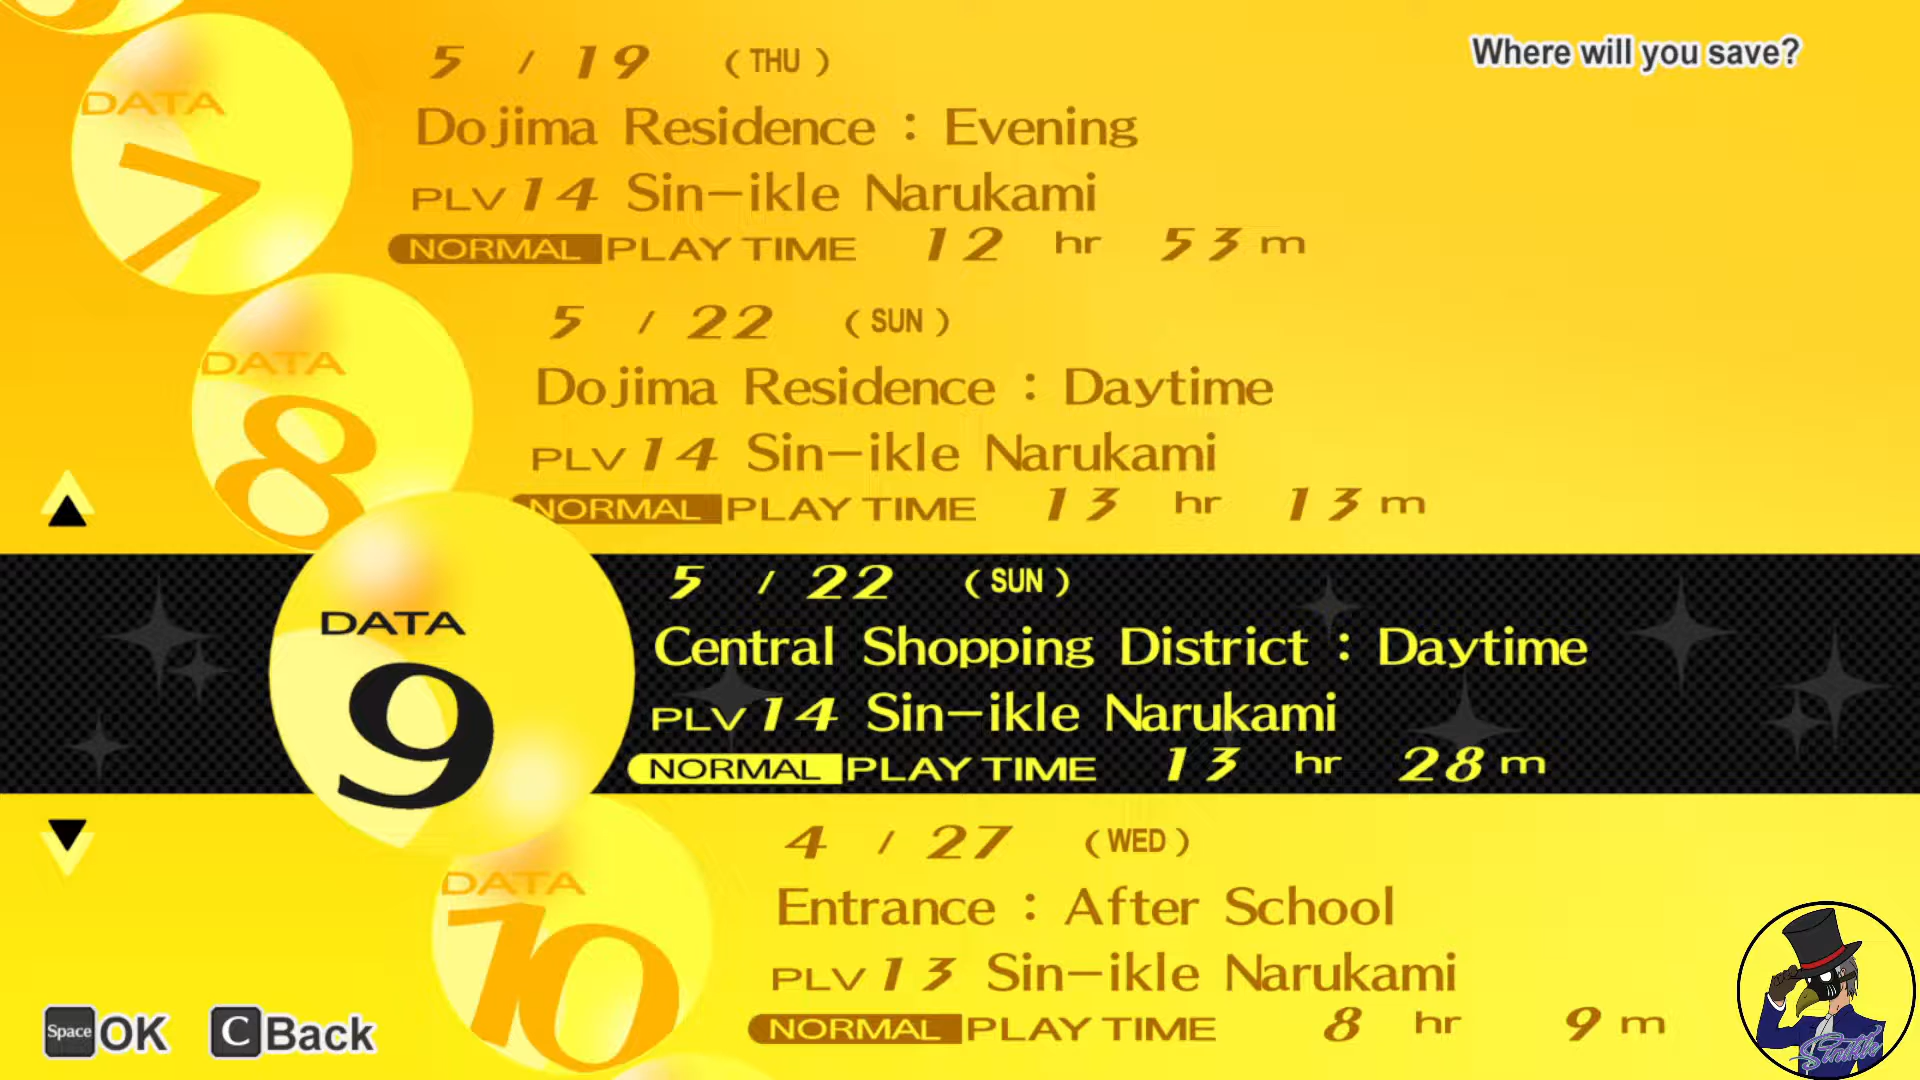 Where will you save?
DATA 7
5 / 19 (THU)
Dojima Residence : Evening
PLV 14 Sin-ikle Narukami
NORMAL PLAY TIME 12 hr 53 m
DATA 8
5 / 22 (SUN)
Dojima Residence : Daytime
PLV 14 Sin-ikle Narukami
NORMAL PLAY TIME 13 hr 13 m
DATA 9
5 / 22 (SUN)
Central Shopping District : Daytime
PLV 14 Sin-ikle Narukami
NORMAL PLAY TIME 13 hr 28 m
DATA 10
4 / 27 (WED)
Entrance : After School
PLV 13 Sin-ikle Narukami
NORMAL PLAY TIME 8 hr 9 m
Space OK C Back
Sinikle